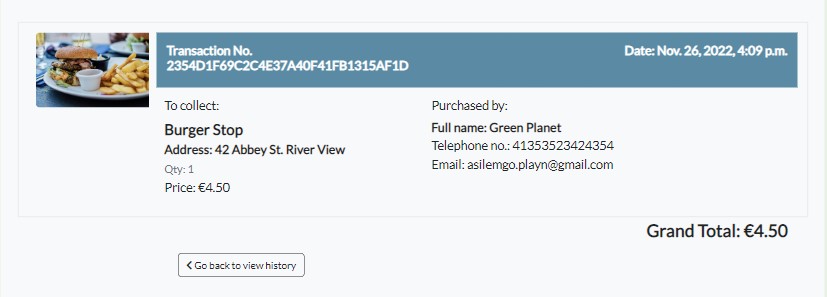 Transaction No.
2354D1F69C2C4E37A40F41FB1315AF1D
Date: Nov. 26, 2022, 4:09 p.m.
To collect:
Burger Stop
Address: 42 Abbey St. River View
Qty: 1
Price: €4.50
Purchased by:
Full name: Green Planet
Telephone no.: 41353523424354
Email: asilemgo.playn@gmail.com
Grand Total: €4.50
Go back to view history